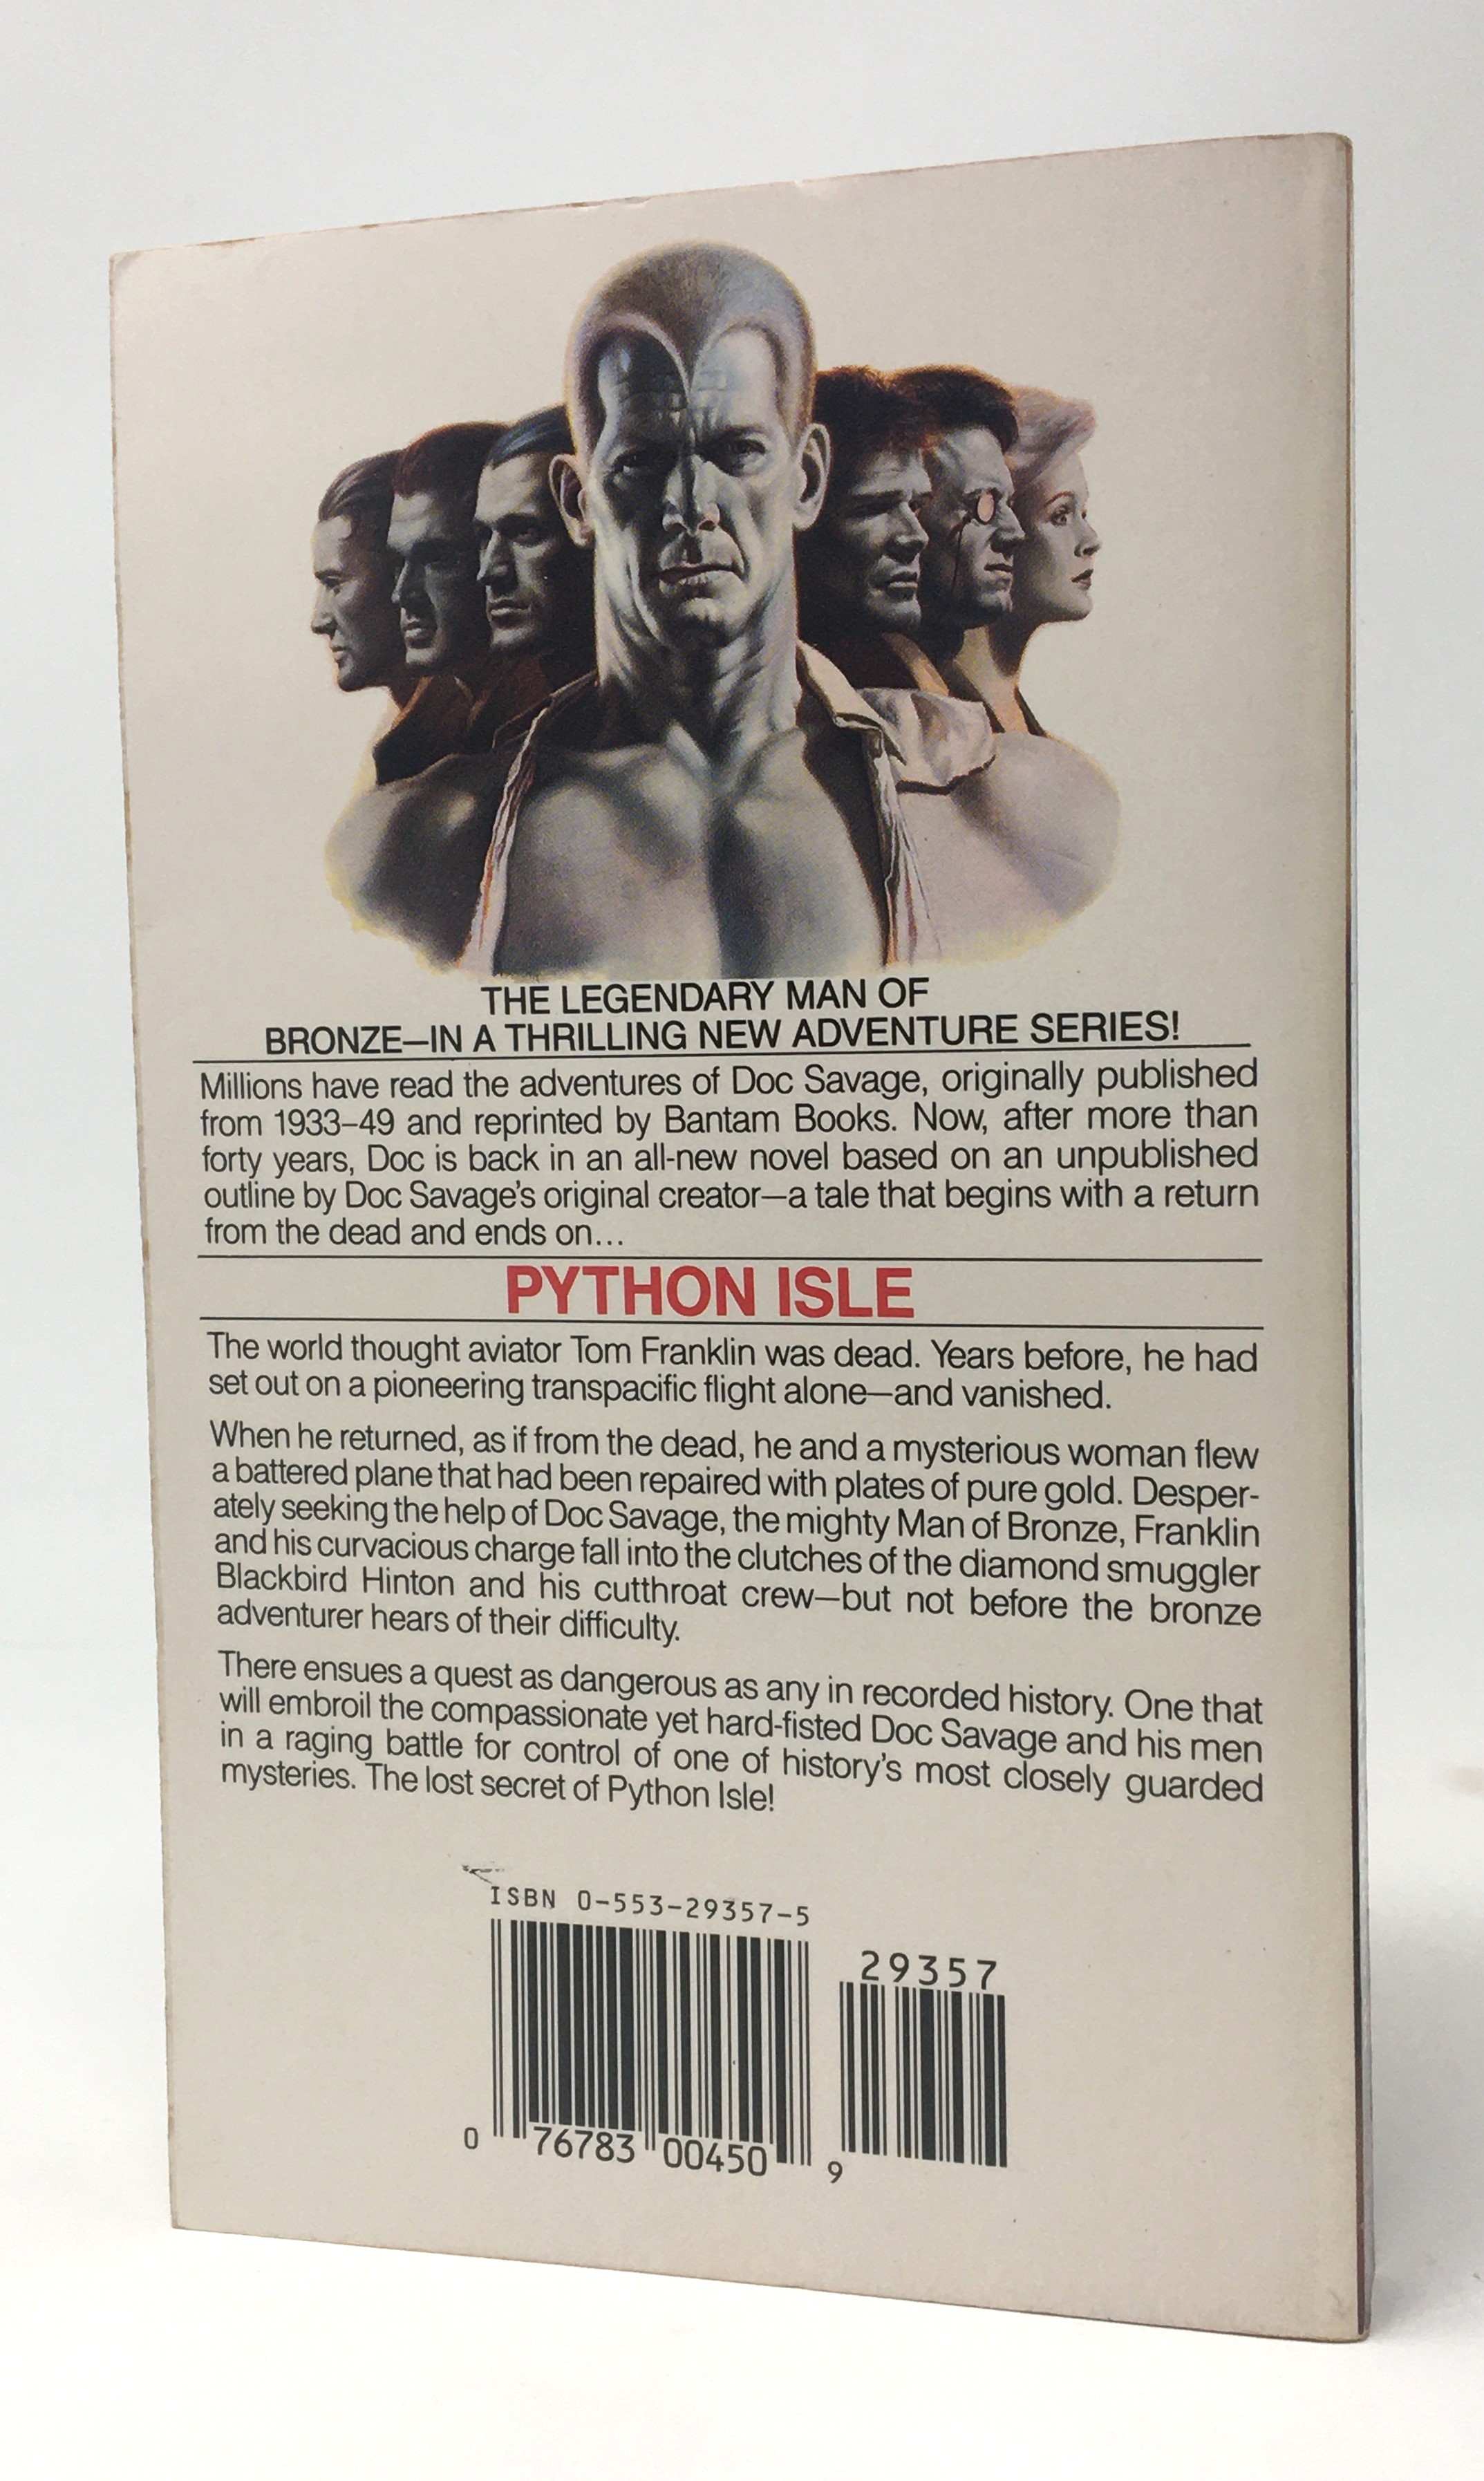 THE LEGENDARY MAN OF
BRONZE—IN A THRILLING NEW ADVENTURE SERIES!
Millions have read the adventures of Doc Savage, originally published
from 1933–49 and reprinted by Bantam Books. Now, after more than
forty years, Doc is back in an all-new novel based on an unpublished
outline by Doc Savage's original creator—a tale that begins with a return
from the dead and ends on...
PYTHON ISLE
The world thought aviator Tom Franklin was dead. Years before, he had
set out on a pioneering transpacific flight alone—and vanished.
When he returned, as if from the dead, he and a mysterious woman flew
a battered plane that had been repaired with plates of pure gold. Desper-
ately seeking the help of Doc Savage, the mighty Man of Bronze, Franklin
and his curvacious charge fall into the clutches of the diamond smuggler
Blackbird Hinton and his cutthroat crew—but not before the bronze
adventurer hears of their difficulty.
There ensues a quest as dangerous as any in recorded history. One that
will embroil the compassionate yet hard-fisted Doc Savage and his men
in a raging battle for control of one of history's most closely guarded
mysteries. The lost secret of Python Isle!
ISBN 0-553-29357-5
29357
0 76783 00450 9